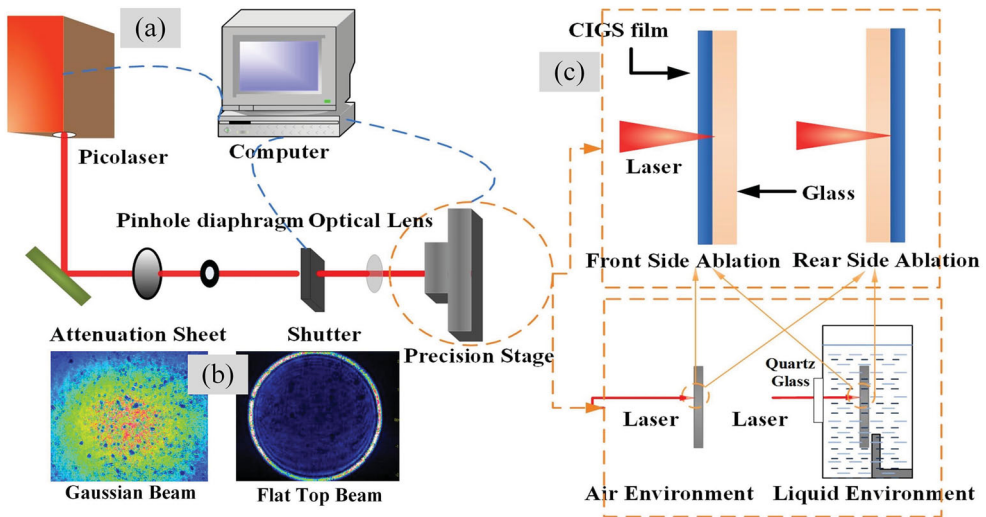 (a)
Picolaser
Computer
Pinhole diaphragm Optical Lens
Attenuation Sheet
Shutter
Precision Stage
(b)
Gaussian Beam
Flat Top Beam
(c)
CIGS film
Laser
Glass
Front Side Ablation
Rear Side Ablation
Quartz
Glass
Laser
Laser
Air Environment
Liquid Environment